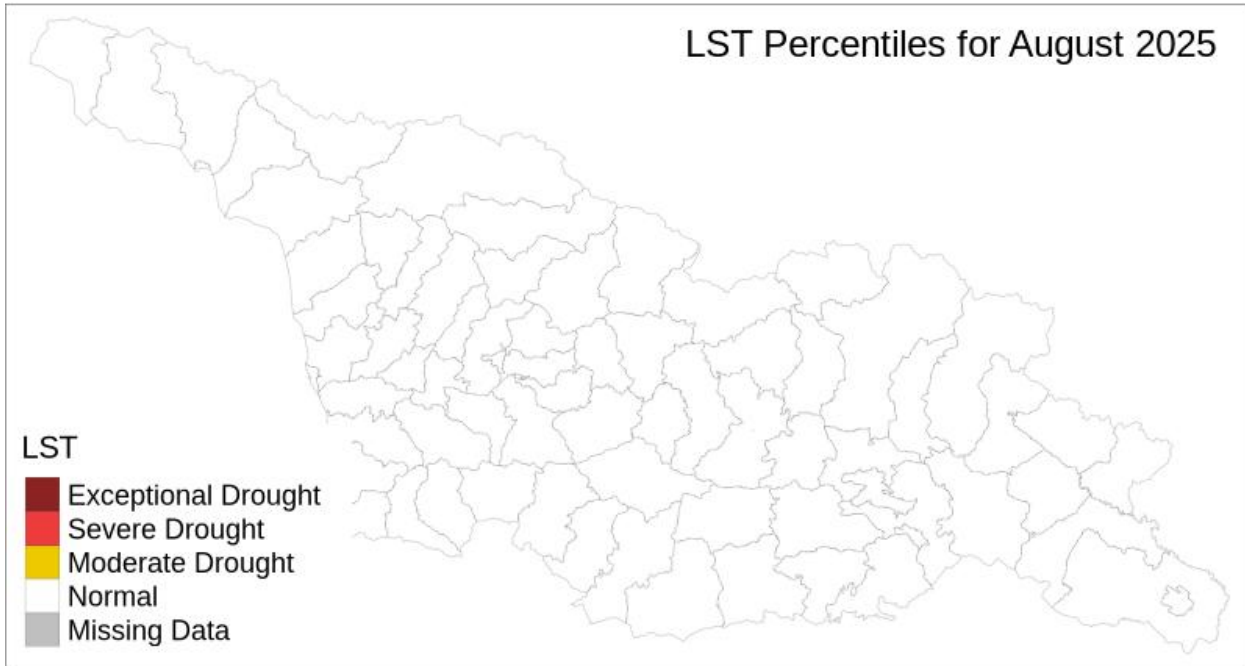 LST Percentiles for August 2025
LST
Exceptional Drought
Severe Drought
Moderate Drought
Normal
Missing Data